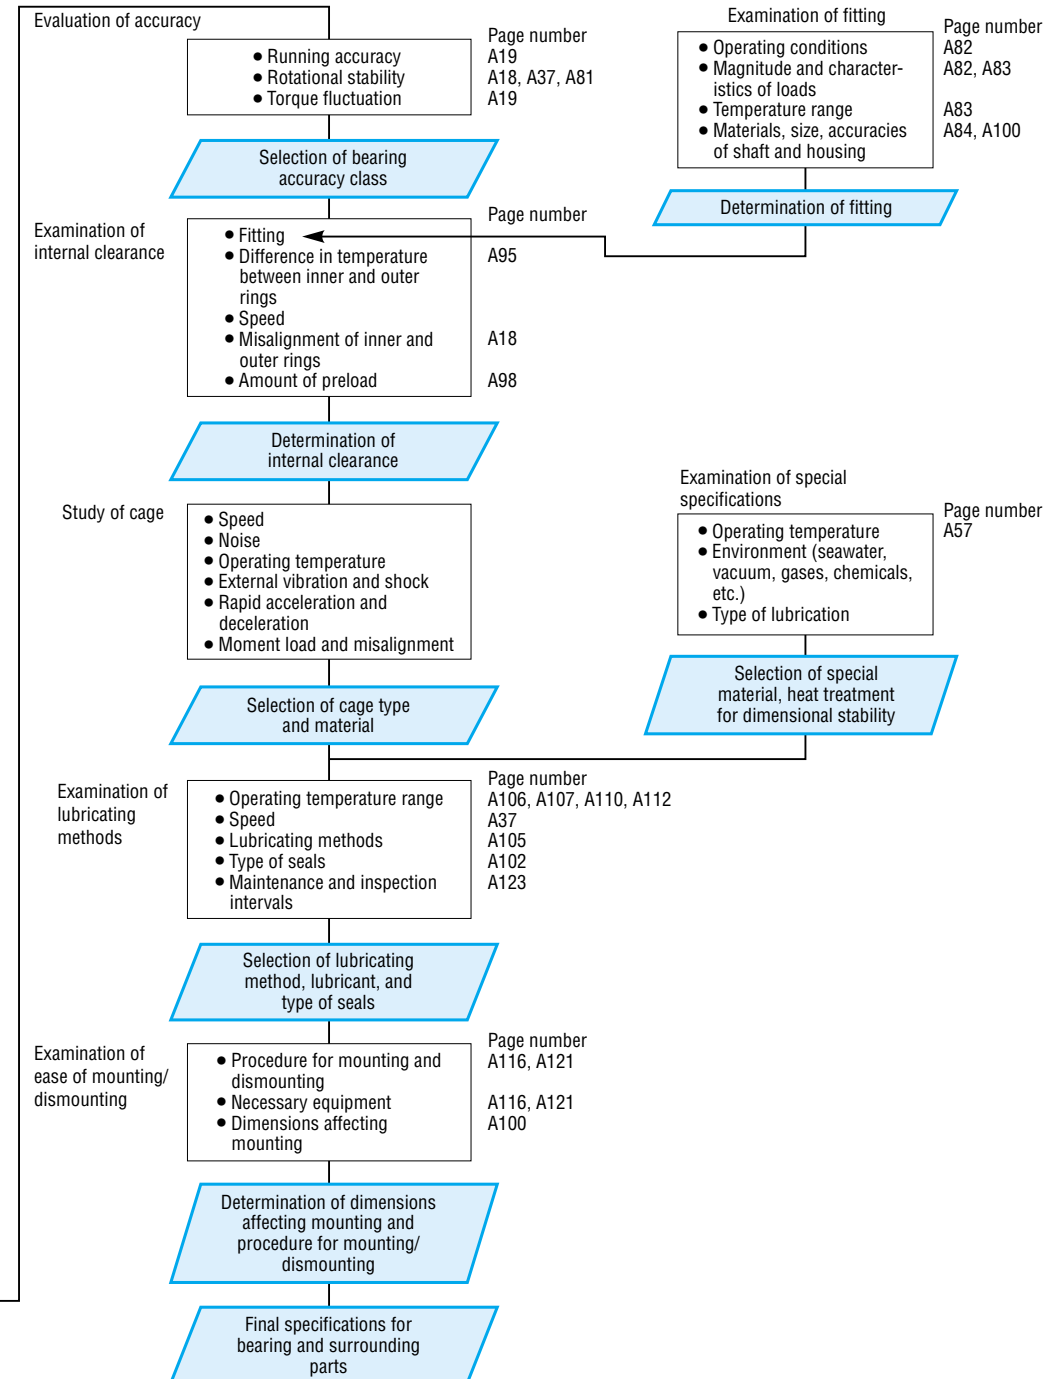 Evaluation of accuracy
Page number
● Running accuracy A19
● Rotational stability A18, A37, A81
● Torque fluctuation A19
Selection of bearing
accuracy class
Examination of fitting
Page number
● Operating conditions A82
● Magnitude and character- A82, A83
istics of loads
● Temperature range A83
● Materials, size, accuracies A84, A100
of shaft and housing
Determination of fitting
Examination of
internal clearance
Page number
● Fitting
● Difference in temperature A95
between inner and outer
rings
● Speed
● Misalignment of inner and A18
outer rings
● Amount of preload A98
Determination of
internal clearance
Study of cage
● Speed
● Noise
● Operating temperature
● External vibration and shock
● Rapid acceleration and
deceleration
● Moment load and misalignment
Selection of cage type
and material
Examination of special
specifications
Page number
● Operating temperature A57
● Environment (seawater,
vacuum, gases, chemicals,
etc.)
● Type of lubrication
Selection of special
material, heat treatment
for dimensional stability
Examination of
lubricating
methods
Page number
● Operating temperature range A106, A107, A110, A112
● Speed A37
● Lubricating methods A105
● Type of seals A102
● Maintenance and inspection A123
intervals
Selection of lubricating
method, lubricant, and
type of seals
Examination of
ease of mounting/
dismounting
Page number
● Procedure for mounting and A116, A121
dismounting
● Necessary equipment A116, A121
● Dimensions affecting A100
mounting
Determination of dimensions
affecting mounting and
procedure for mounting/
dismounting
Final specifications for
bearing and surrounding
parts